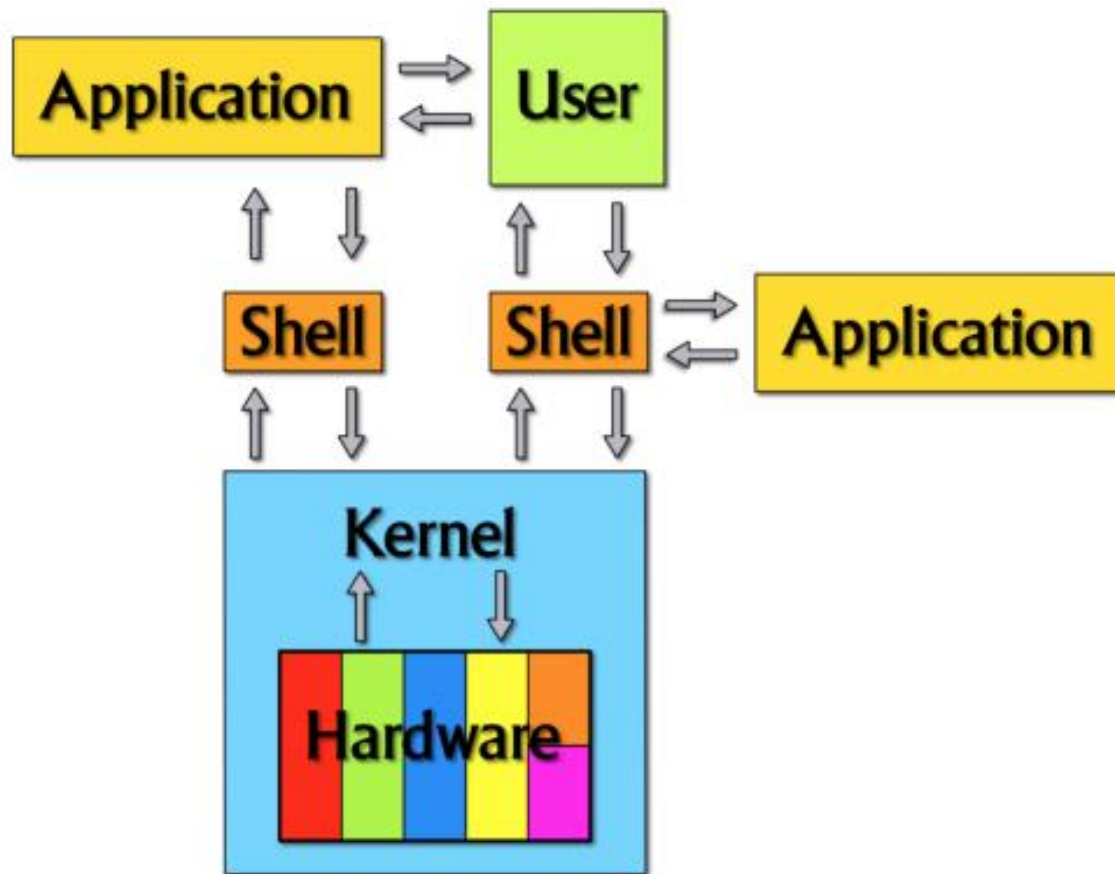 Application
User
Shell
Shell
Application
Kernel
Hardware